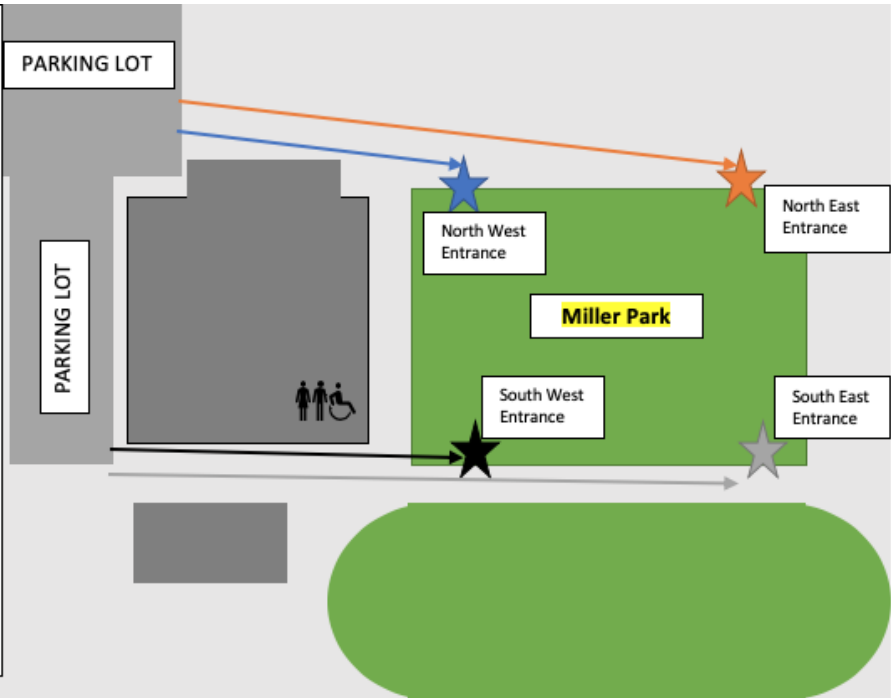 PARKING LOT
North East
Entrance
North West
Entrance
PARKING LOT
Miller Park
South West
Entrance
South East
Entrance